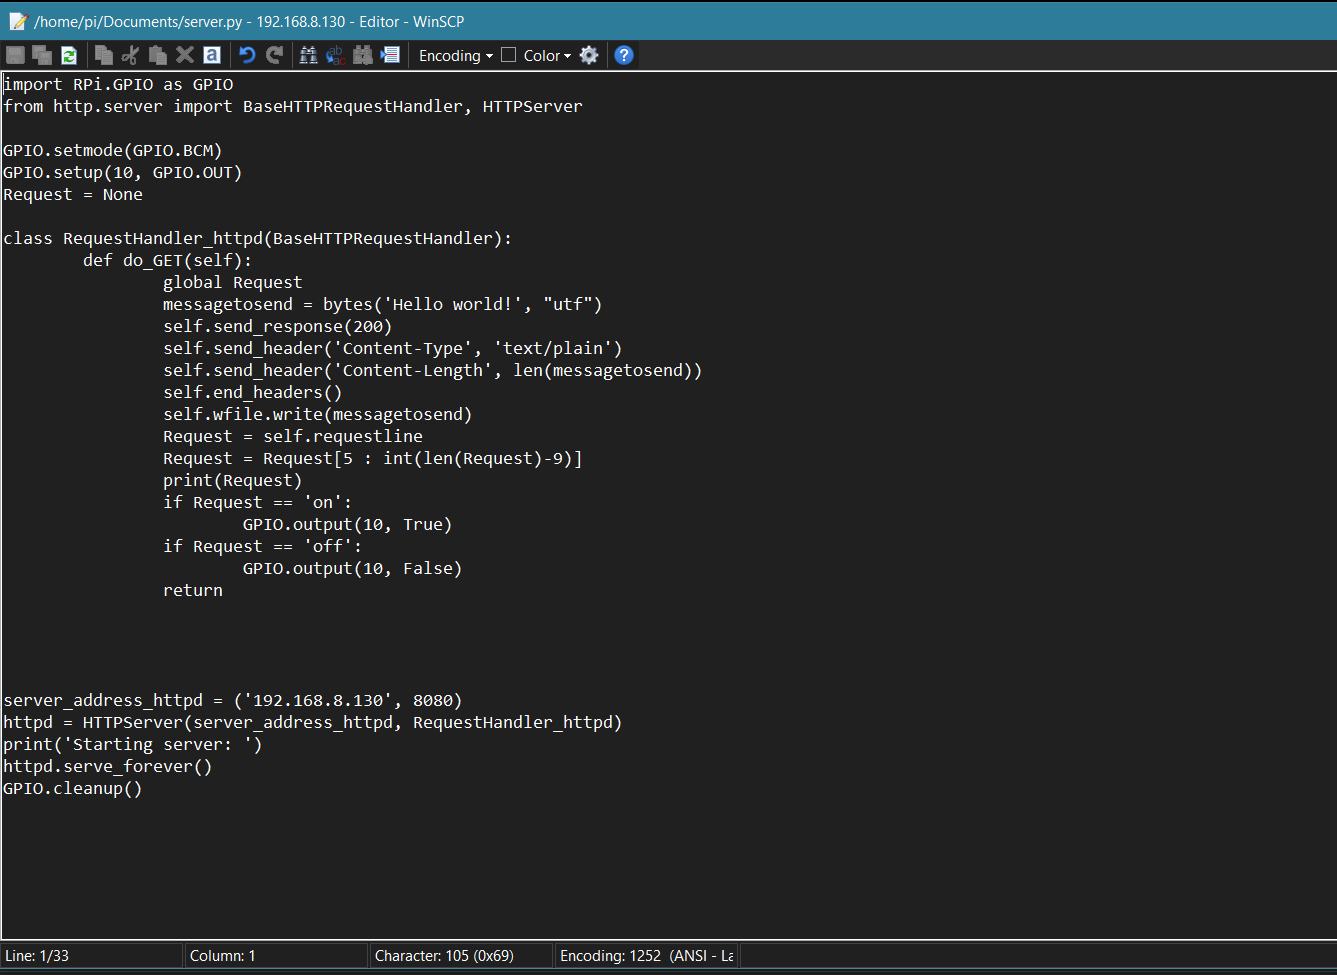 /home/pi/Documents/server.py - 192.168.8.130 - Editor - WinSCP
Encoding Color
import RPi.GPIO as GPIO
from http.server import BaseHTTPRequestHandler, HTTPServer
GPIO.setmode(GPIO.BCM)
GPIO.setup(10, GPIO.OUT)
Request = None
class RequestHandler_httpd(BaseHTTPRequestHandler):
        def do_GET(self):
                global Request
                messagetosend = bytes('Hello world!', "utf")
                self.send_response(200)
                self.send_header('Content-Type', 'text/plain')
                self.send_header('Content-Length', len(messagetosend))
                self.end_headers()
                self.wfile.write(messagetosend)
                Request = self.requestline
                Request = Request[5 : int(len(Request)-9)]
                print(Request)
                if Request == 'on':
                        GPIO.output(10, True)
                if Request == 'off':
                        GPIO.output(10, False)
                return
server_address_httpd = ('192.168.8.130', 8080)
httpd = HTTPServer(server_address_httpd, RequestHandler_httpd)
print('Starting server: ')
httpd.serve_forever()
GPIO.cleanup()
Line: 1/33 Column: 1 Character: 105 (0x69) Encoding: 1252 (ANSI - La